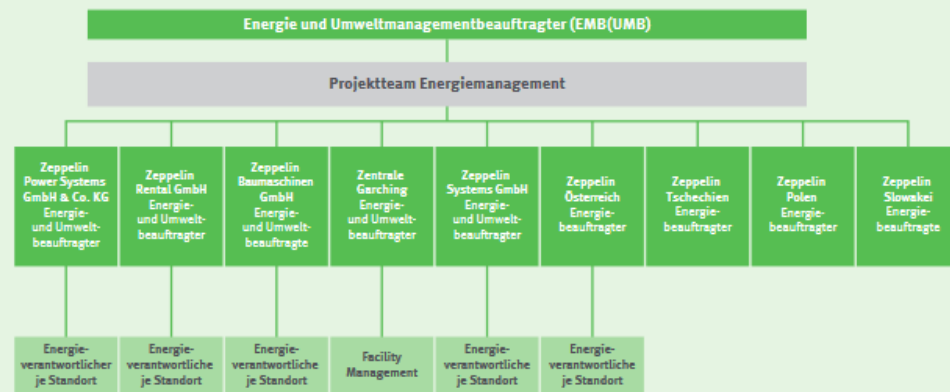 Energie und Umweltmanagementbeauftragter (EMB(UMB)
Projektteam Energiemanagement
Zeppelin
Power Systems
GmbH & Co. KG
Energie-
und Umwelt-
beauftragter
Zeppelin
Rental GmbH
Energie-
und Umwelt-
beauftragter
Zeppelin
Baumaschinen
GmbH
Energie-
und Umwelt-
beauftragte
Zentrale
Garching
Energie-
und Umwelt-
beauftragter
Zeppelin
Systems GmbH
Energie-
und Umwelt-
beauftragter
Zeppelin
Österreich
Energie-
beauftragter
Zeppelin
Tschechien
Energie-
beauftragter
Zeppelin
Polen
Energie-
beauftragter
Zeppelin
Slowakei
Energie-
beauftragte
Energie-
verantwortlicher
je Standort
Energie-
verantwortliche
je Standort
Energie-
verantwortliche
je Standort
Facility
Management
Energie-
verantwortliche
je Standort
Energie-
verantwortliche
je Standort